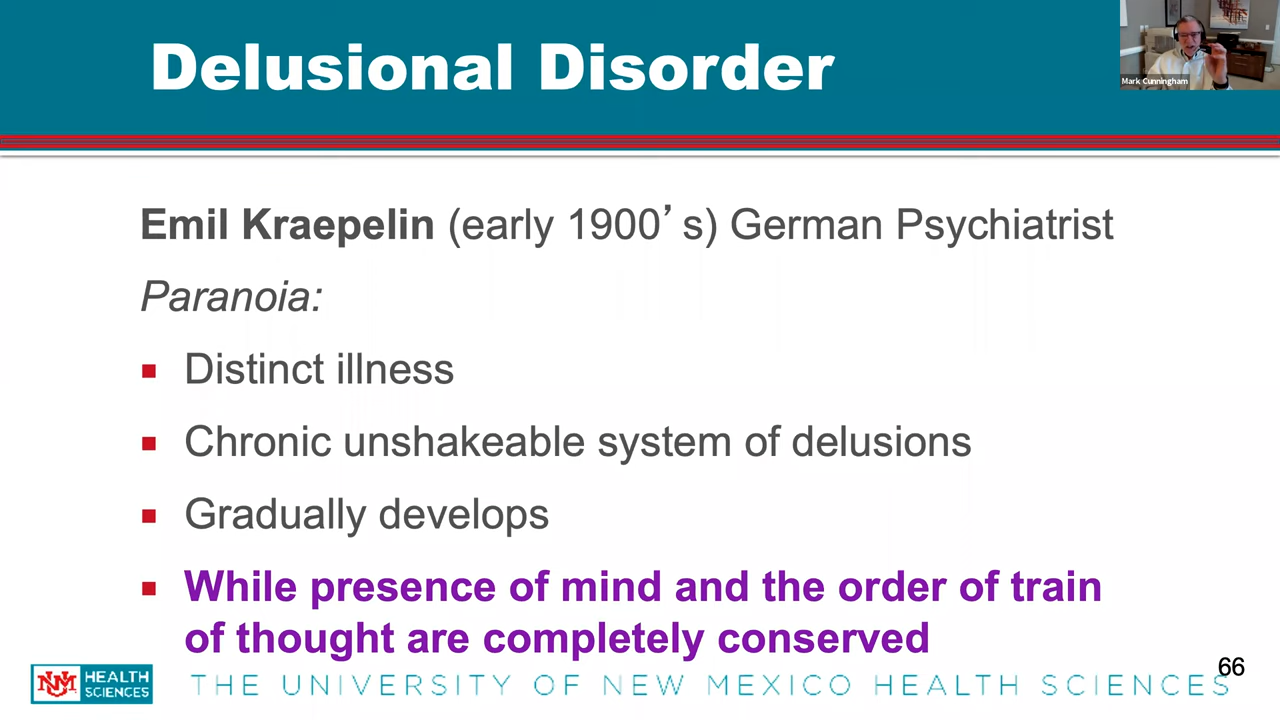 Delusional Disorder
Mark Cunningham
Emil Kraepelin (early 1900’s) German Psychiatrist
Paranoia:
Distinct illness
Chronic unshakeable system of delusions
Gradually develops
While presence of mind and the order of train
of thought are completely conserved
66
UNM HEALTH
SCIENCES
THE UNIVERSITY OF NEW MEXICO HEALTH SCIENCES